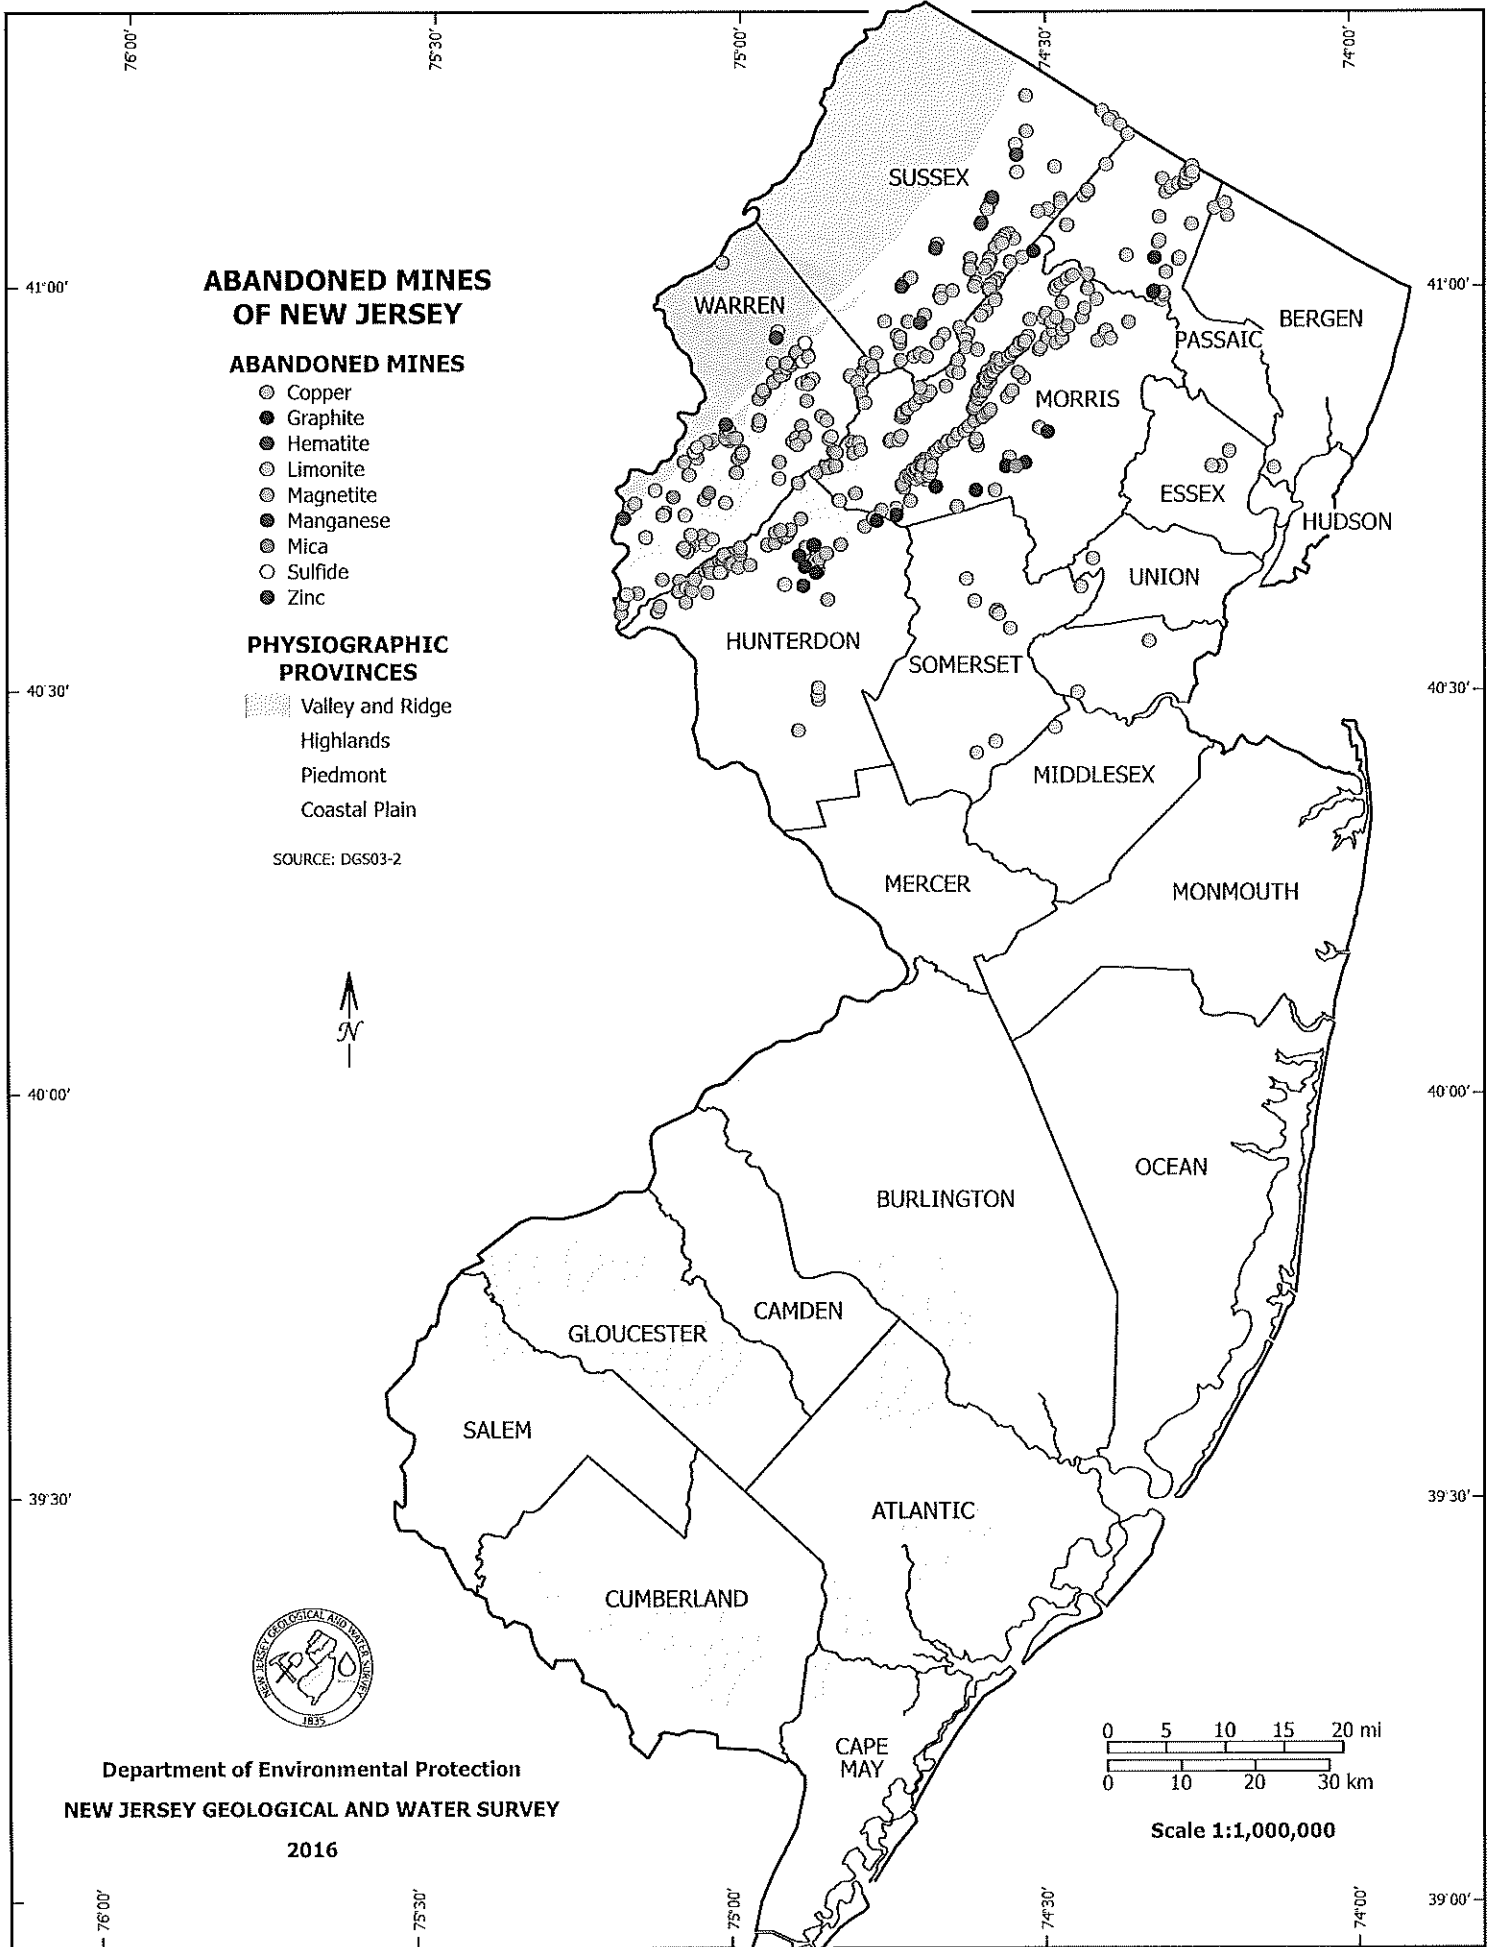 76°00'
75°30'
75°00'
74°30'
74°00'
41°00'
41°00'
40°30'
40°30'
40°00'
40°00'
39°30'
39°30'
39°00'
ABANDONED MINES
OF NEW JERSEY
ABANDONED MINES
Copper
Graphite
Hematite
Limonite
Magnetite
Manganese
Mica
Sulfide
Zinc
PHYSIOGRAPHIC
PROVINCES
Valley and Ridge
Highlands
Piedmont
Coastal Plain
SOURCE: DGS03-2
N
SUSSEX
WARREN
PASSAIC
BERGEN
MORRIS
ESSEX
HUDSON
UNION
HUNTERDON
SOMERSET
MIDDLESEX
MERCER
MONMOUTH
OCEAN
BURLINGTON
CAMDEN
GLOUCESTER
SALEM
ATLANTIC
CUMBERLAND
CAPE
MAY
NEW JERSEY GEOLOGICAL AND WATER SURVEY
1835
Department of Environmental Protection
NEW JERSEY GEOLOGICAL AND WATER SURVEY
2016
0 5 10 15 20 mi
0 10 20 30 km
Scale 1:1,000,000
76°00'
75°30'
75°00'
74°30'
74°00'